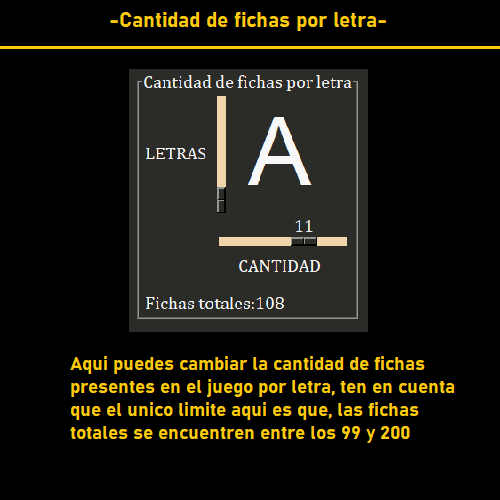 -Cantidad de fichas por letra-
Cantidad de fichas por letra
LETRAS
A
11
CANTIDAD
Fichas totales:108
Aqui puedes cambiar la cantidad de fichas
presentes en el juego por letra, ten en cuenta
que el unico limite aqui es que, las fichas
totales se encuentren entre los 99 y 200